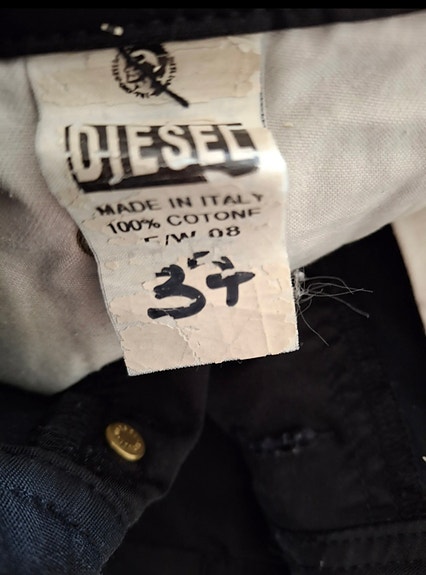 DIESEL
MADE IN ITALY
100% COTONE
F/W 08
34